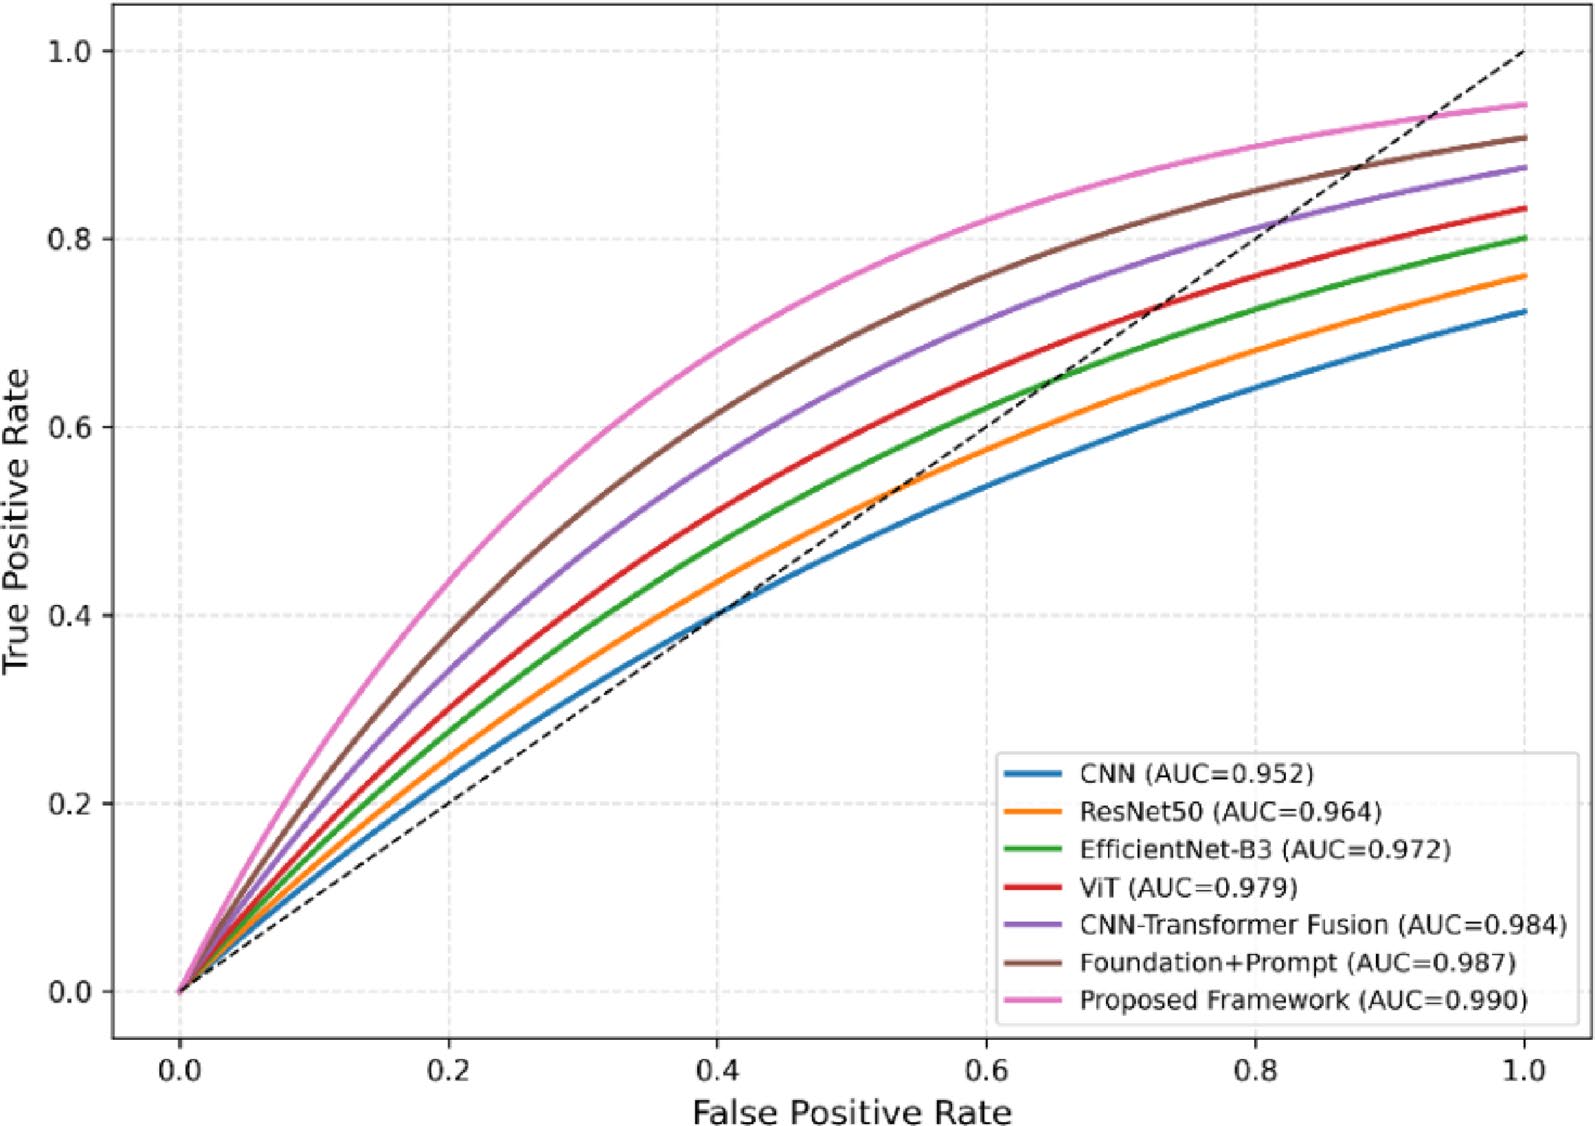 1.0
0.8
0.6
0.4
0.2
0.0
True Positive Rate
0.0 0.2 0.4 0.6 0.8 1.0
False Positive Rate
CNN (AUC=0.952)
ResNet50 (AUC=0.964)
EfficientNet-B3 (AUC=0.972)
ViT (AUC=0.979)
CNN-Transformer Fusion (AUC=0.984)
Foundation+Prompt (AUC=0.987)
Proposed Framework (AUC=0.990)